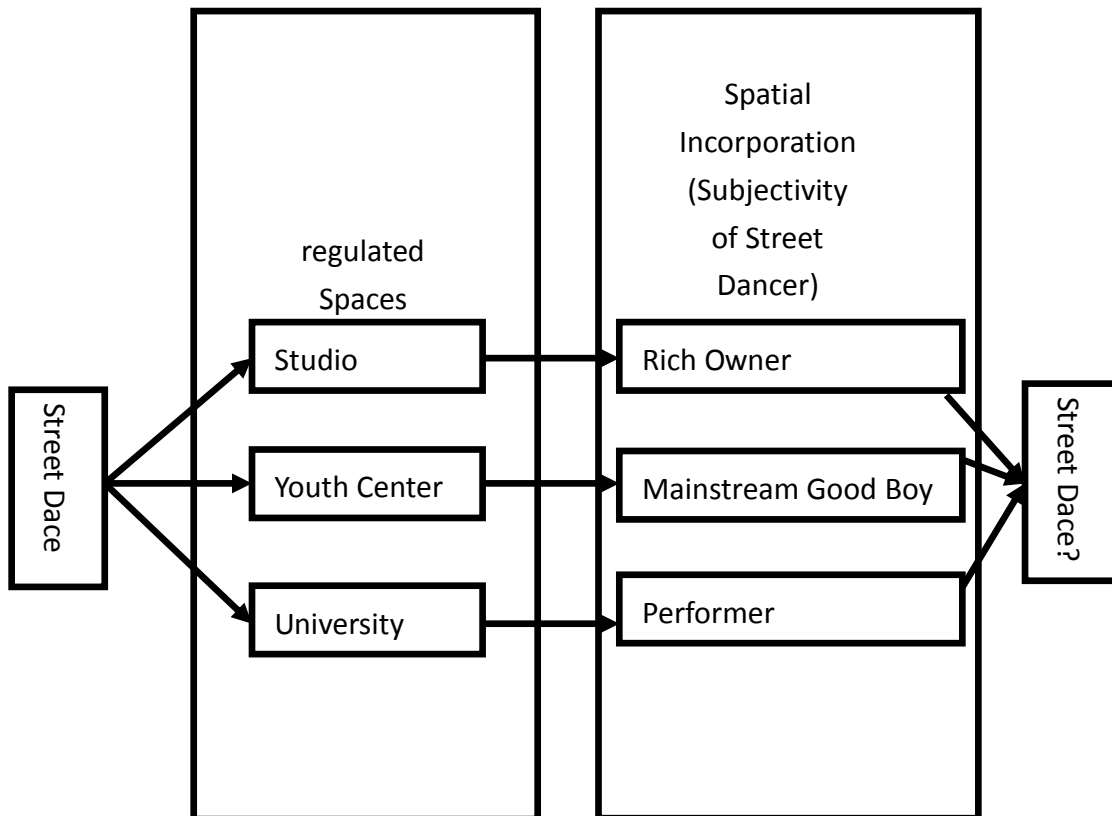 Street Dace
regulated
Spaces
Studio
Youth Center
University
Spatial
Incorporation
(Subjectivity
of Street
Dancer)
Rich Owner
Mainstream Good Boy
Performer
Street Dace?